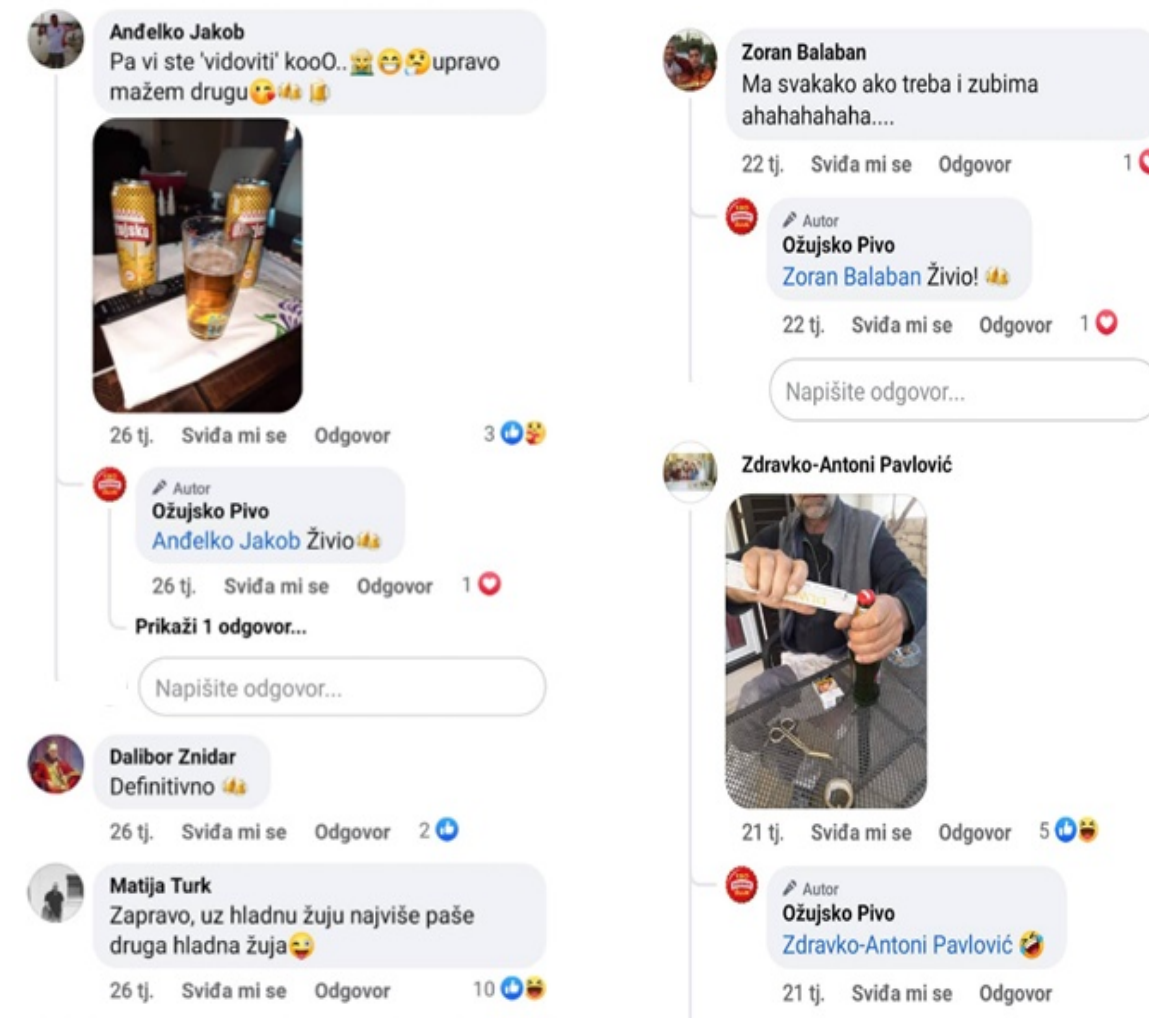 Anđelko Jakob
Pa vi ste 'vidoviti' kooO..upravo
mažem drugu
26 tj. Sviđa mi se Odgovor 3
Autor
Ožujsko Pivo
Anđelko Jakob Živio
26 tj. Sviđa mi se Odgovor 1
Prikaži 1 odgovor...
Napišite odgovor...
Dalibor Znidar
Definitivno
26 tj. Sviđa mi se Odgovor 2
Matija Turk
Zapravo, uz hladnu žuju najviše paše
druga hladna žuja
26 tj. Sviđa mi se Odgovor 10
Zoran Balaban
Ma svakako ako treba i zubima
ahahahahaha....
22 tj. Sviđa mi se Odgovor 1
Autor
Ožujsko Pivo
Zoran Balaban Živio!
22 tj. Sviđa mi se Odgovor 1
Napišite odgovor...
Zdravko-Antoni Pavlović
21 tj. Sviđa mi se Odgovor 5
Autor
Ožujsko Pivo
Zdravko-Antoni Pavlović
21 tj. Sviđa mi se Odgovor